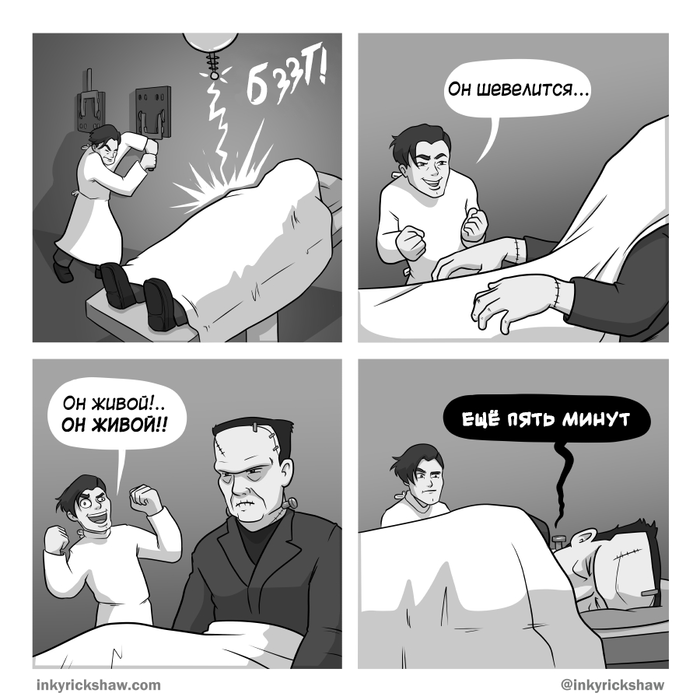 БЗЗТ!
Он шевелится...
Он живой!..
ОН ЖИВОЙ!!
ЕЩЁ ПЯТЬ МИНУТ
inkyrickshaw.com
@inkyrickshaw